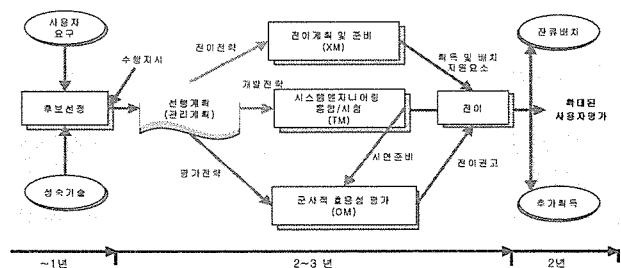 사용자
요구
수행지시
후보선정
성숙기술
전이전략
개발전략
평가전략
선행계획
(관리계획)
전이계획 및 준비
(XM)
시스템엔지니어링
통합/시험
(TM)
시연준비
군사적 효용성 평가
(OM)
획득 및 배치
지원요소
전이
전이권고
잔류배치
확대된
사용자평가
추가획득
~1년
2~3 년
2년